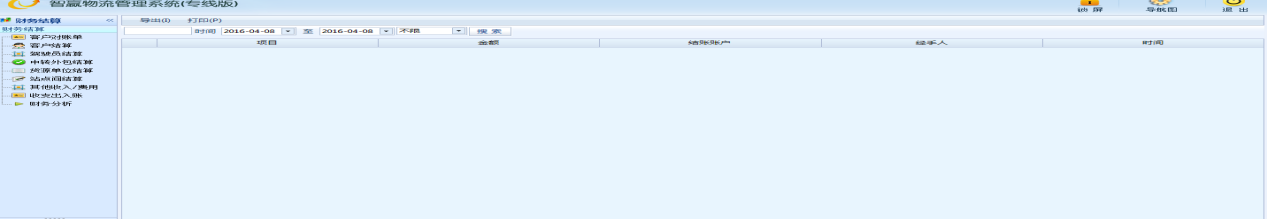 智赢物流管理系统(专线版)
锁 屏 导航图 退 出
财务结算 <<
导出(I) 打印(P)
财务结算
时间 2016-04-08 至 2016-04-08 不限 搜 索
项目 金额 结账账户 经手人 时间
客户对账单
客户结算
驾驶员结算
中转外包结算
货源单位结算
站点间结算
其他收入/费用
收支出入账
财务分析